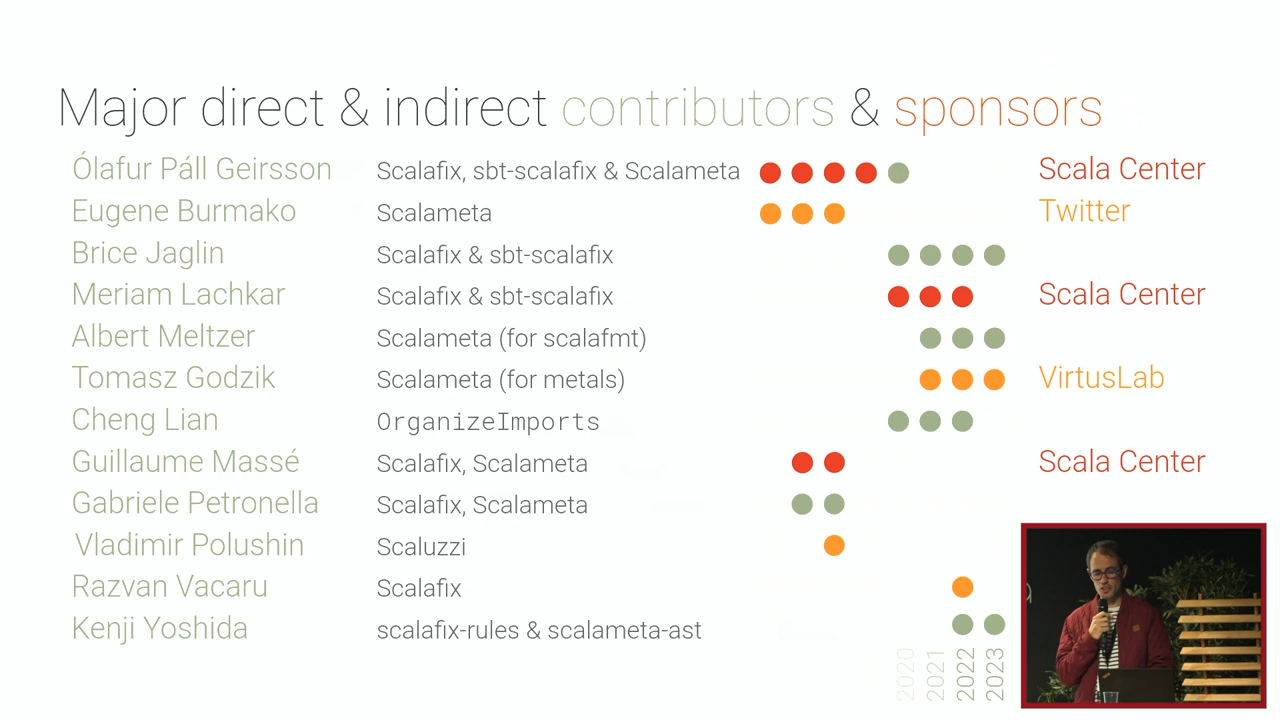 Major direct & indirect contributors & sponsors
Ólafur Páll Geirsson Scalafix, sbt-scalafix & Scalameta Scala Center
Eugene Burmako Scalameta Twitter
Brice Jaglin Scalafix & sbt-scalafix
Meriam Lachkar Scalafix & sbt-scalafix Scala Center
Albert Meltzer Scalameta (for scalafmt)
Tomasz Godzik Scalameta (for metals) VirtusLab
Cheng Lian OrganizeImports
Guillaume Massé Scalafix, Scalameta Scala Center
Gabriele Petronella Scalafix, Scalameta
Vladimir Polushin Scaluzzi
Razvan Vacaru Scalafix
Kenji Yoshida scalafix-rules & scalameta-ast
2020 2021 2022 2023